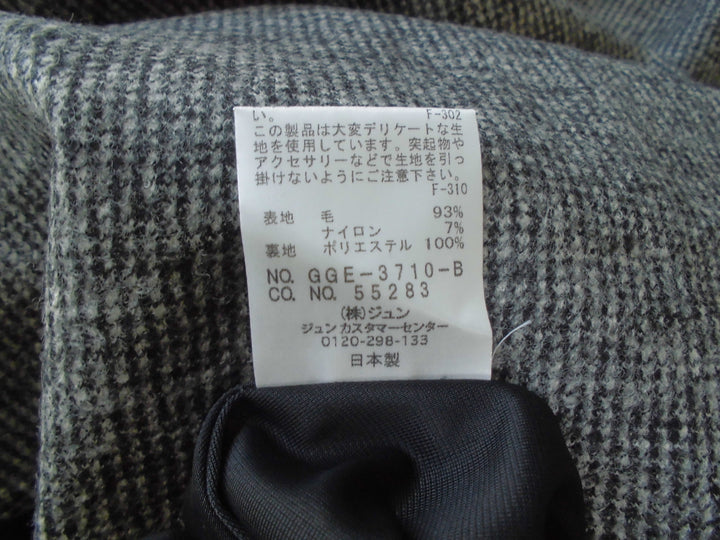 い。 F-302
この製品は大変デリケートな生
地を使用しています。突起物や
アクセサリーなどで生地を引っ
掛けないようにご注意下さい。
F-310
表地 毛 93%
ナイロン 7%
裏地 ポリエステル 100%
NO. GGE-3710-B
CO. NO. 55283
(株)ジュン
ジュンカスタマーセンター
0120-298-133
日本製